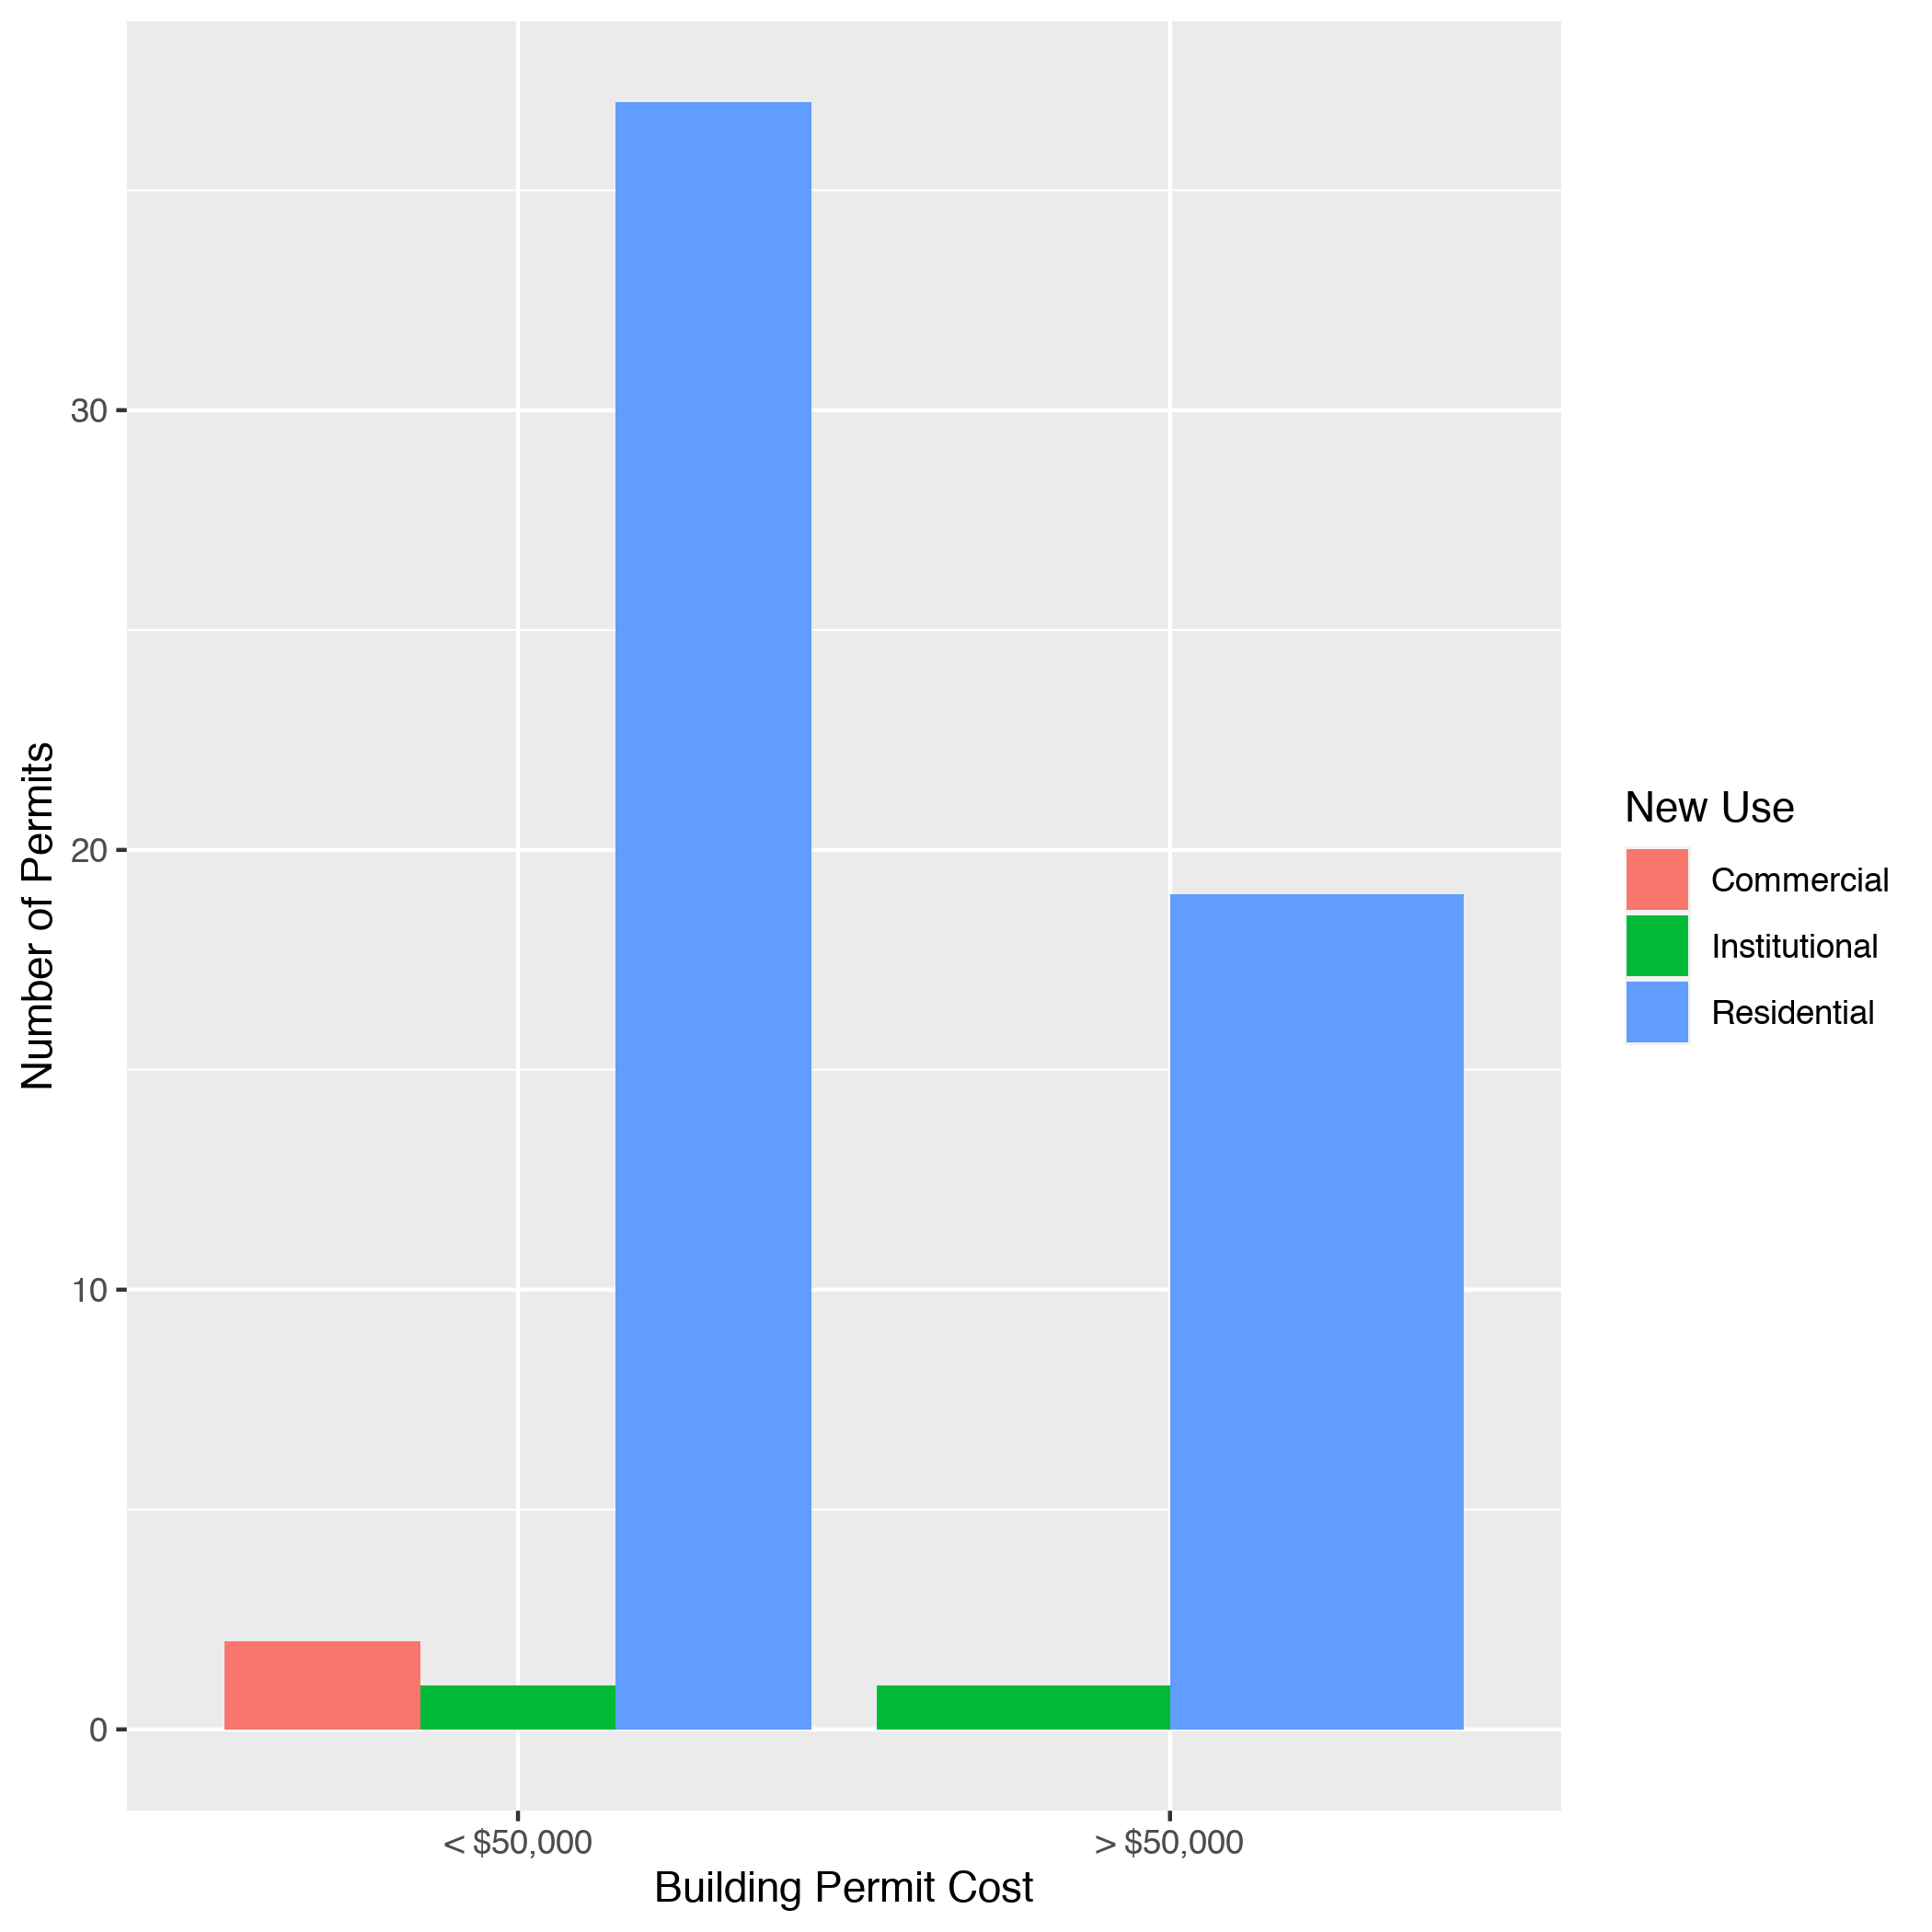 Number of Permits
30
20
10
0
< $50,000
> $50,000
Building Permit Cost
New Use
Commercial
Institutional
Residential